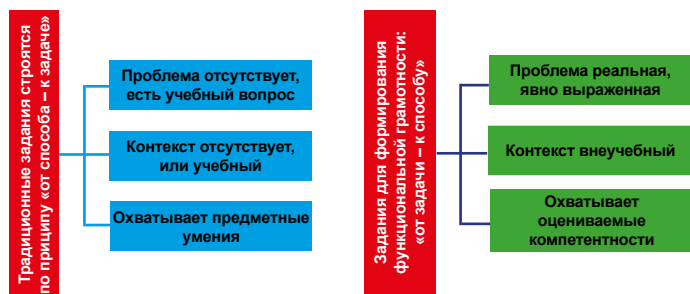 Традиционные задания строятся
по приципу «от способа – к задаче»
Проблема отсутствует,
есть учебный вопрос
Контекст отсутствует,
или учебный
Охватывает предметные
умения
Задания для формирования
функциональной грамотности:
«от задачи – к способу»
Проблема реальная,
явно выраженная
Контекст внеучебный
Охватывает
оцениваемые
компетентности